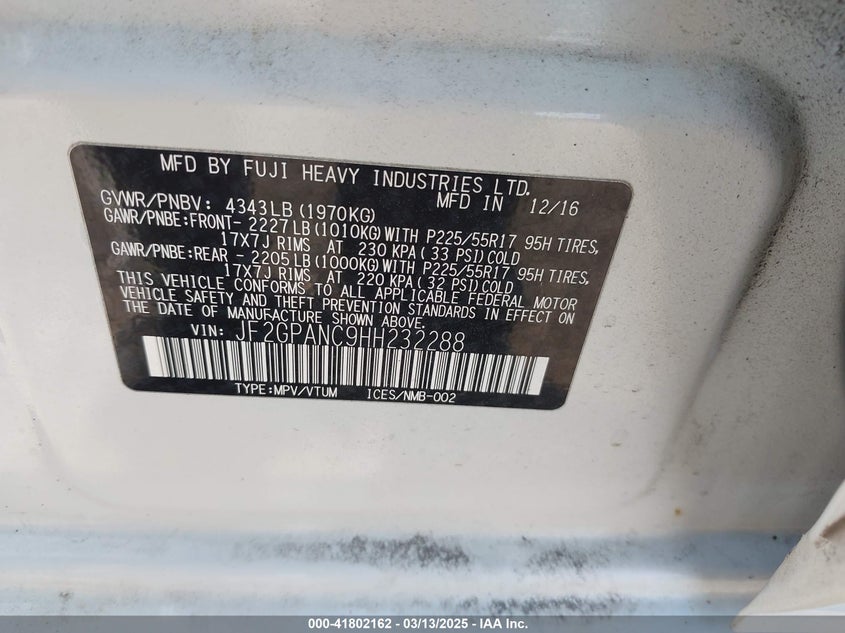 MFD BY FUJI HEAVY INDUSTRIES LTD.
GVWR/PNBV: 4343LB (1970KG) MFD IN 12/16
GAWR/PNBE:FRONT- 2227LB (1010KG) WITH P225/55R17 95H TIRES,
17X7J RIMS AT 230 KPA (33 PSI) COLD
GAWR/PNBE:REAR - 2205LB (1000KG) WITH P225/55R17 95H TIRES,
17X7J RIMS AT 220 KPA (32 PSI) COLD
THIS VEHICLE CONFORMS TO ALL APPLICABLE FEDERAL MOTOR
VEHICLE SAFETY AND THEFT PREVENTION STANDARDS IN EFFECT ON
THE DATE OF MANUFACTURE SHOWN ABOVE.
VIN: JF2GPANC9HH232288
TYPE:MPV/VTUM ICES/NMB-002
000-41802162 - 03/13/2025 - IAA Inc.